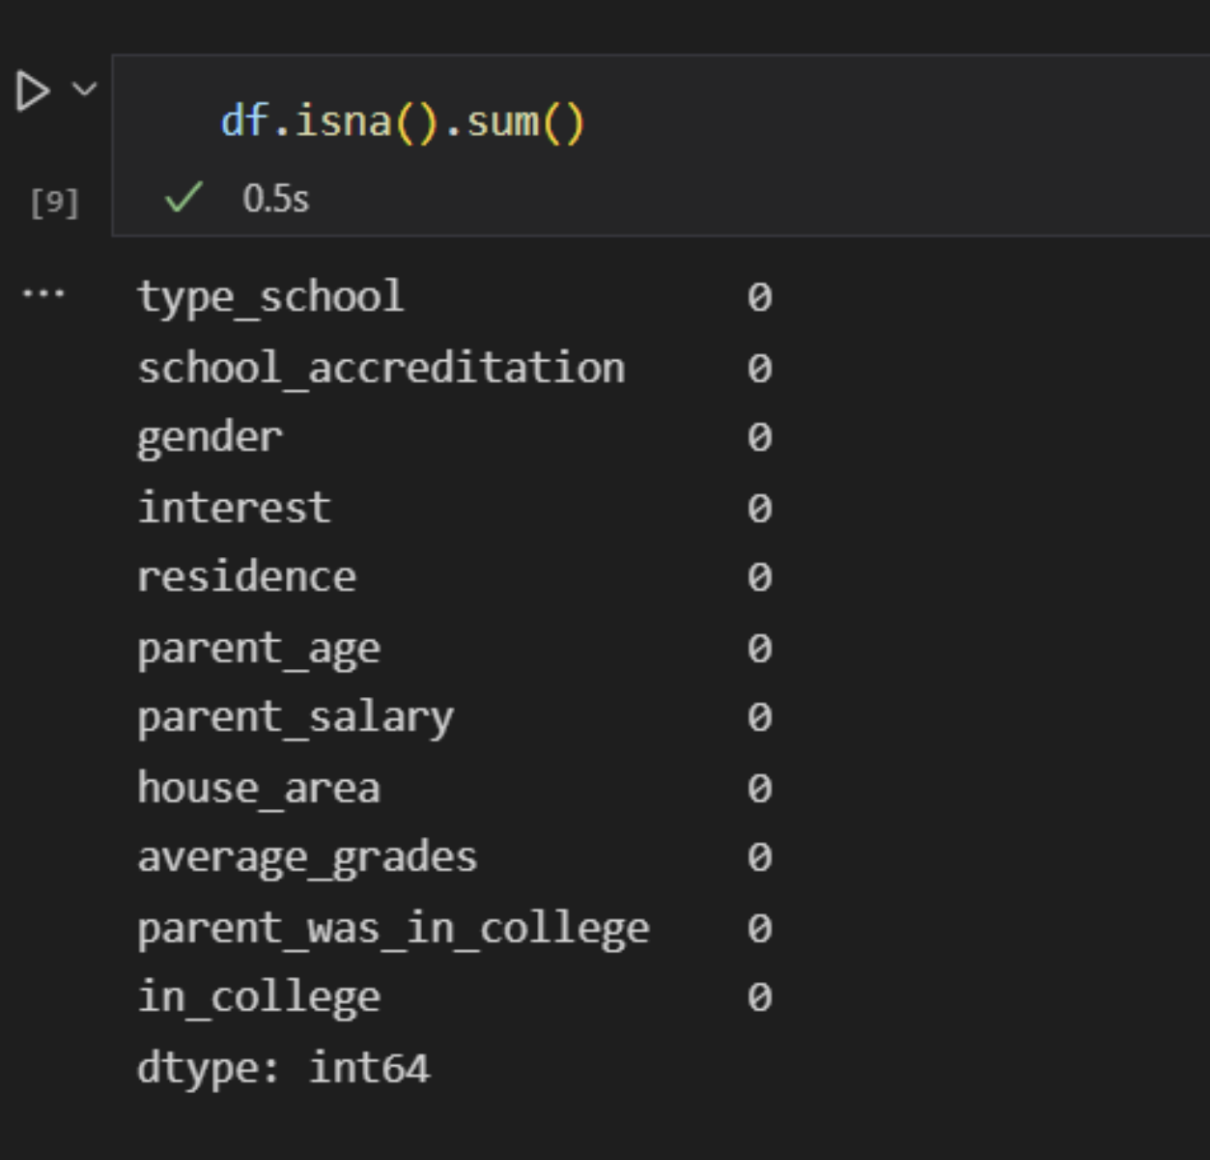 df.isna().sum()
[9] 0.5s
type_school 0
school_accreditation 0
gender 0
interest 0
residence 0
parent_age 0
parent_salary 0
house_area 0
average_grades 0
parent_was_in_college 0
in_college 0
dtype: int64